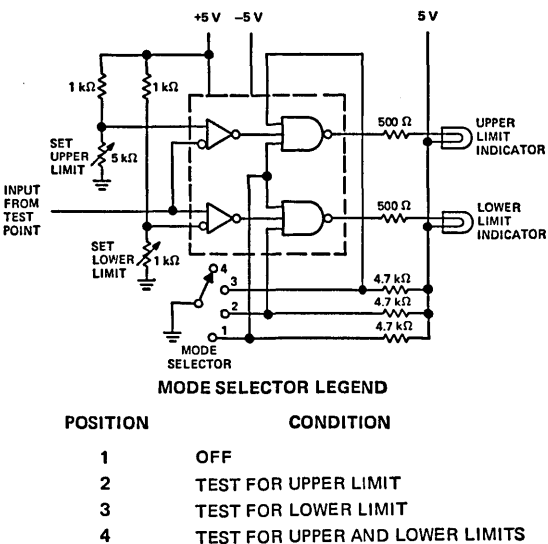 +5 V
−5 V
5 V
1 kΩ
1 kΩ
500 Ω
UPPER
LIMIT
INDICATOR
SET
UPPER
LIMIT
5 kΩ
INPUT
FROM
TEST
POINT
500 Ω
LOWER
LIMIT
INDICATOR
SET
LOWER
LIMIT
1 kΩ
4
3
4.7 kΩ
2
4.7 kΩ
1
4.7 kΩ
MODE
SELECTOR
MODE SELECTOR LEGEND
POSITION CONDITION
1 OFF
2 TEST FOR UPPER LIMIT
3 TEST FOR LOWER LIMIT
4 TEST FOR UPPER AND LOWER LIMITS